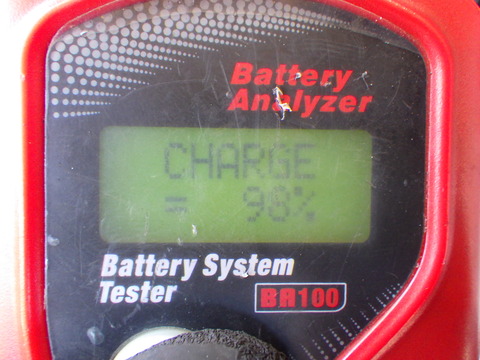 Battery
Analyzer
CHARGE
= 98%
Battery System
Tester
BA100